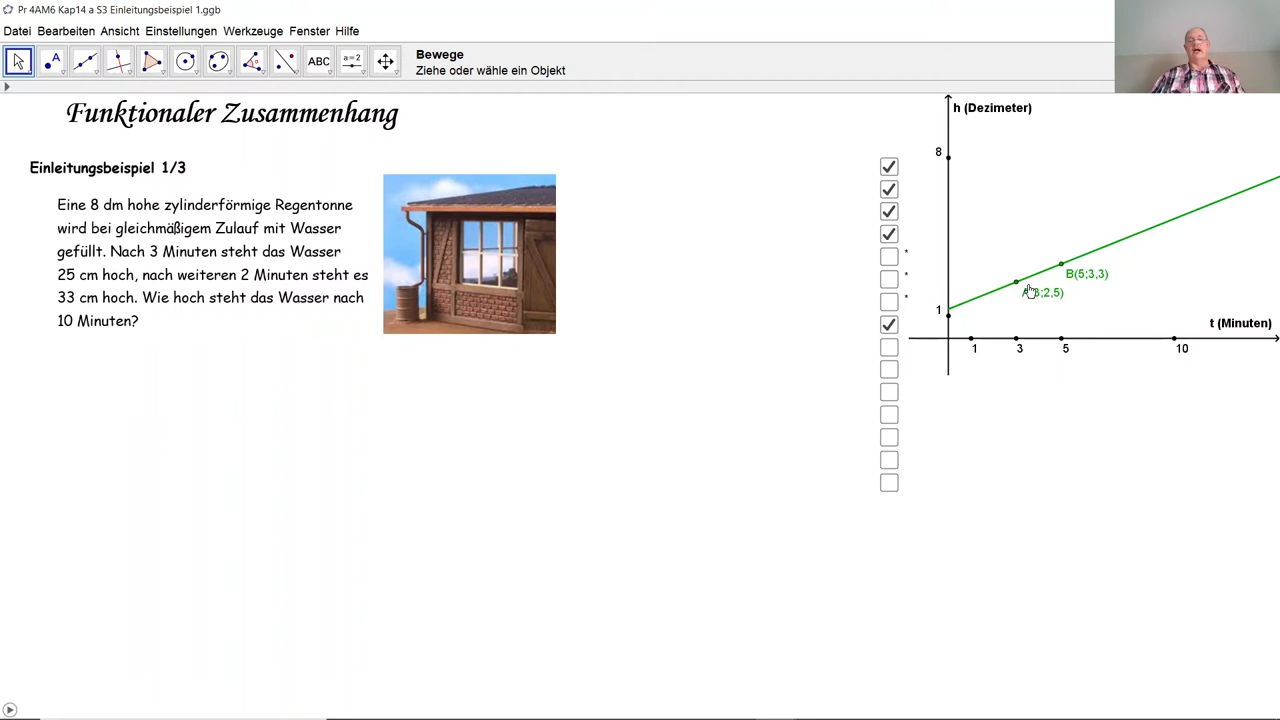 Pr 4AM6 Kap14 a S3 Einleitungsbeispiel 1.ggb
Datei Bearbeiten Ansicht Einstellungen Werkzeuge Fenster Hilfe
A
ABC
a=2
Bewege
Ziehe oder wähle ein Objekt
Funktionaler Zusammenhang
Einleitungsbeispiel 1/3
Eine 8 dm hohe zylinderförmige Regentonne
wird bei gleichmäßigem Zulauf mit Wasser
gefüllt. Nach 3 Minuten steht das Wasser
25 cm hoch, nach weiteren 2 Minuten steht es
33 cm hoch. Wie hoch steht das Wasser nach
10 Minuten?
*
*
*
h (Dezimeter)
8
B(5;3,3)
;2,5)
1
t (Minuten)
1 3 5 10